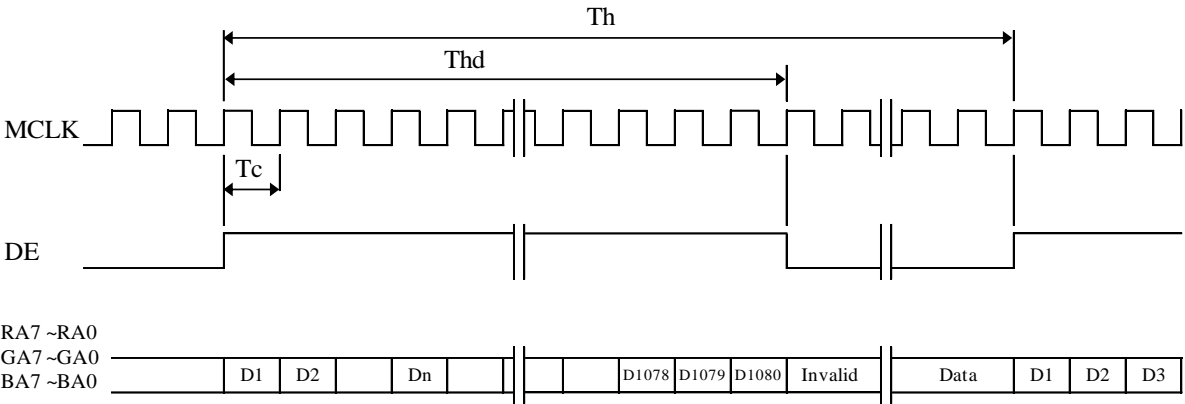 Th
Thd
MCLK
Tc
DE
RA7 ~RA0
GA7 ~GA0
BA7 ~BA0
D1 D2 Dn D1078 D1079 D1080 Invalid Data D1 D2 D3